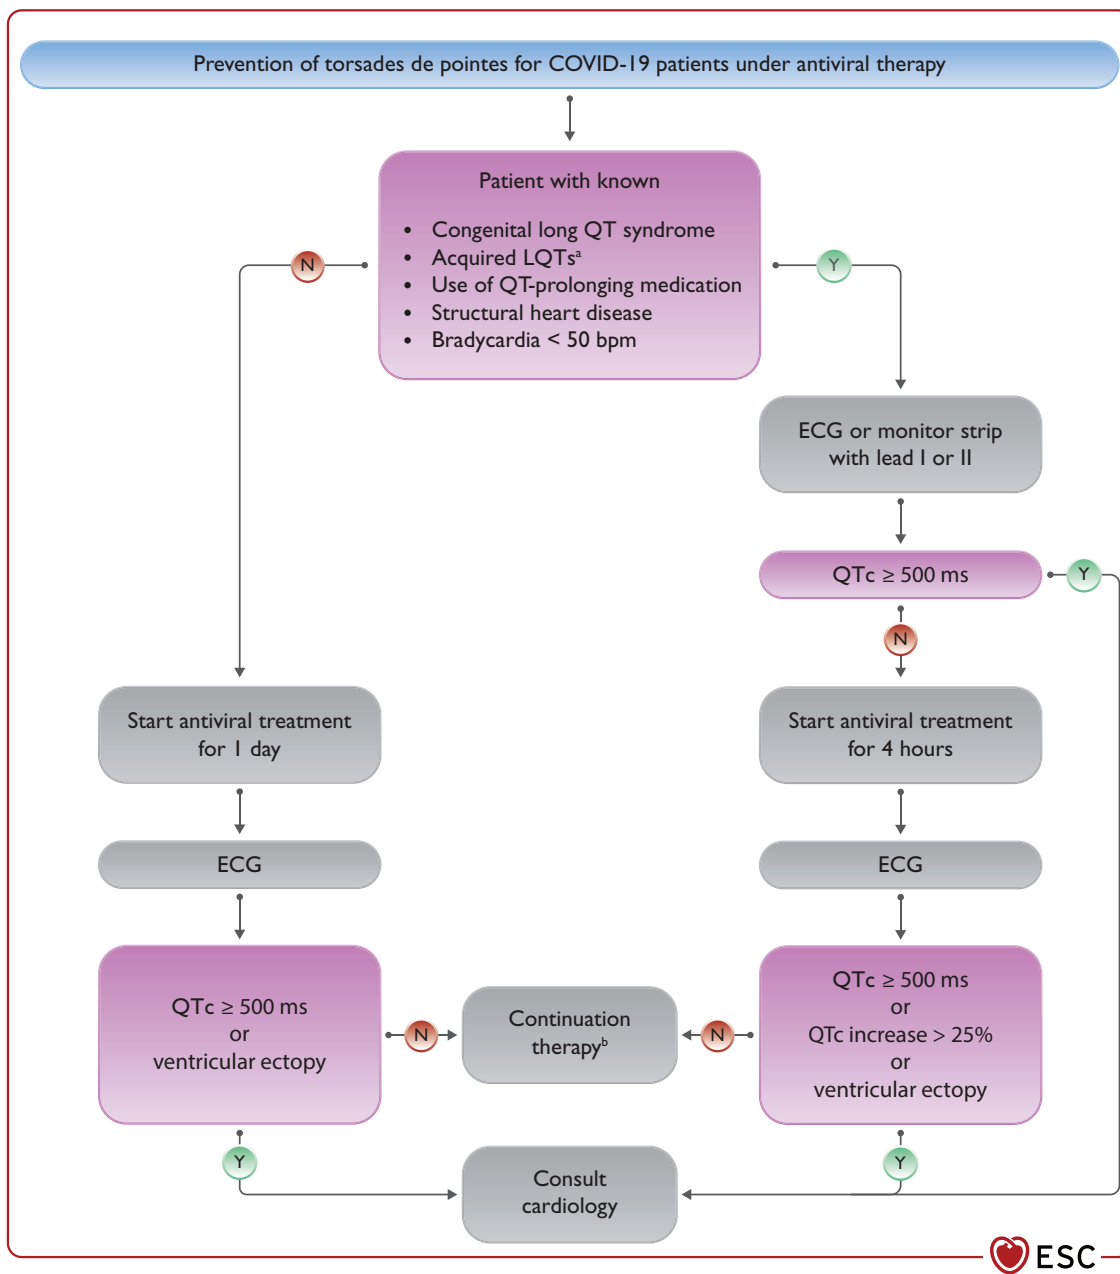 Prevention of torsades de pointes for COVID-19 patients under antiviral therapy
Patient with known
• Congenital long QT syndrome
• Acquired LQTsᵃ
• Use of QT-prolonging medication
• Structural heart disease
• Bradycardia < 50 bpm
N
Y
ECG or monitor strip
with lead I or II
QTc ≥ 500 ms
Y
N
Start antiviral treatment
for 1 day
Start antiviral treatment
for 4 hours
ECG
ECG
QTc ≥ 500 ms
or
ventricular ectopy
N
Continuation
therapyᵇ
N
QTc ≥ 500 ms
or
QTc increase > 25%
or
ventricular ectopy
Y
Y
Consult
cardiology
ESC